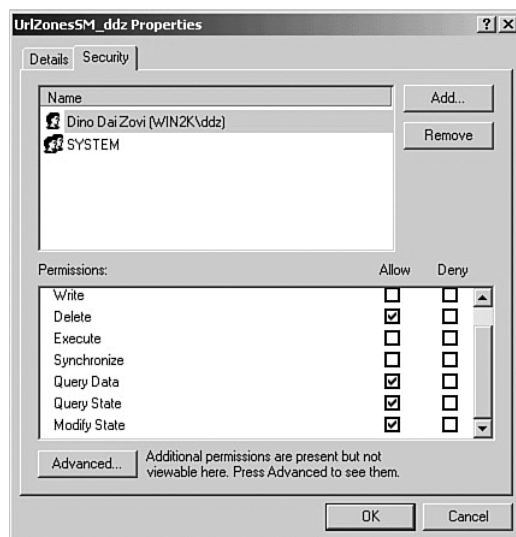 UrlZonesSM_ddz Properties
Details Security
Name
Dino Dai Zovi (WIN2K\ddz)
SYSTEM
Add...
Remove
Permissions: Allow Deny
Write
Delete
Execute
Synchronize
Query Data
Query State
Modify State
Advanced...
Additional permissions are present but not
viewable here. Press Advanced to see them.
OK Cancel